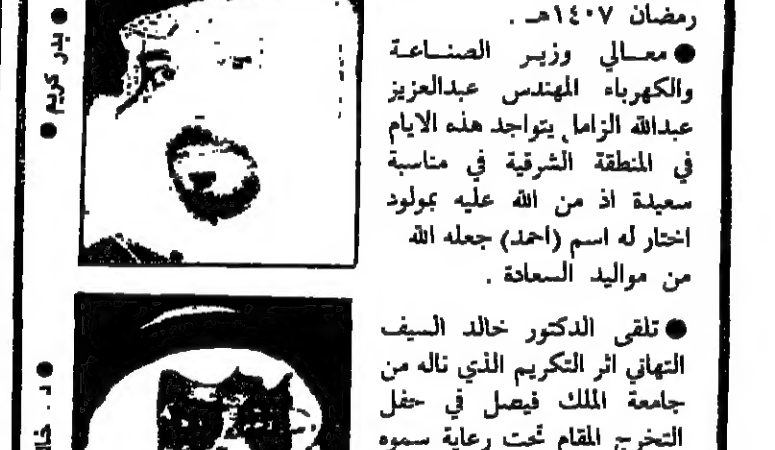 رمضان ١٤٠٧هـ .
● معالي وزير الصناعة
والكهرباء المهندس عبدالعزيز
عبدالله الزامل يتواجد هذه الايام
في المنطقة الشرقية في مناسبة
سعيدة اذ من الله عليه بمولود
اختار له اسم (احمد) جعله الله
من مواليد السعادة .
● تلقى الدكتور خالد السيف
التهاني اثر التكريم الذي ناله من
جامعة الملك فيصل في حفل
التخرج المقام تحت رعاية سموه
● بدر كريم ●
● د . خال